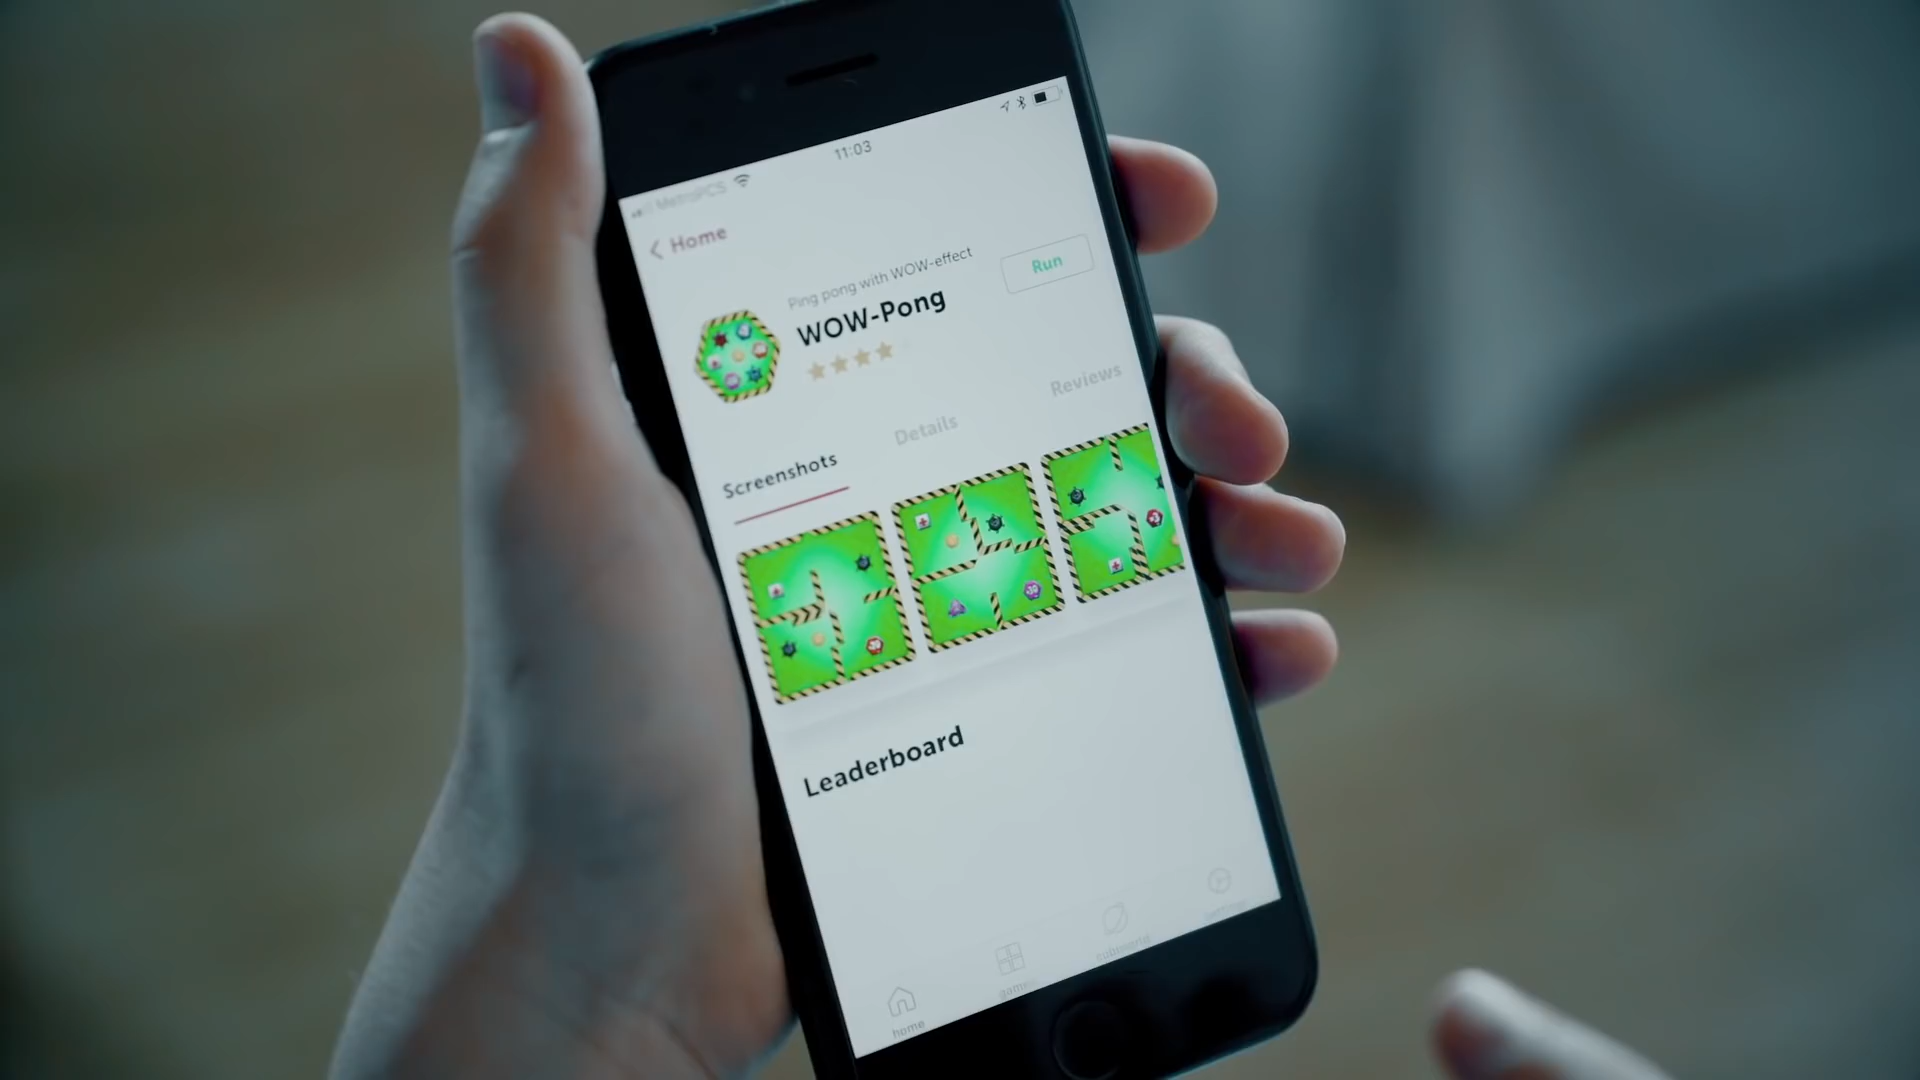 11:03
MetroPCS
Home
Ping pong with WOW-effect
WOW-Pong
Run
Screenshots
Details
Reviews
Leaderboard
home